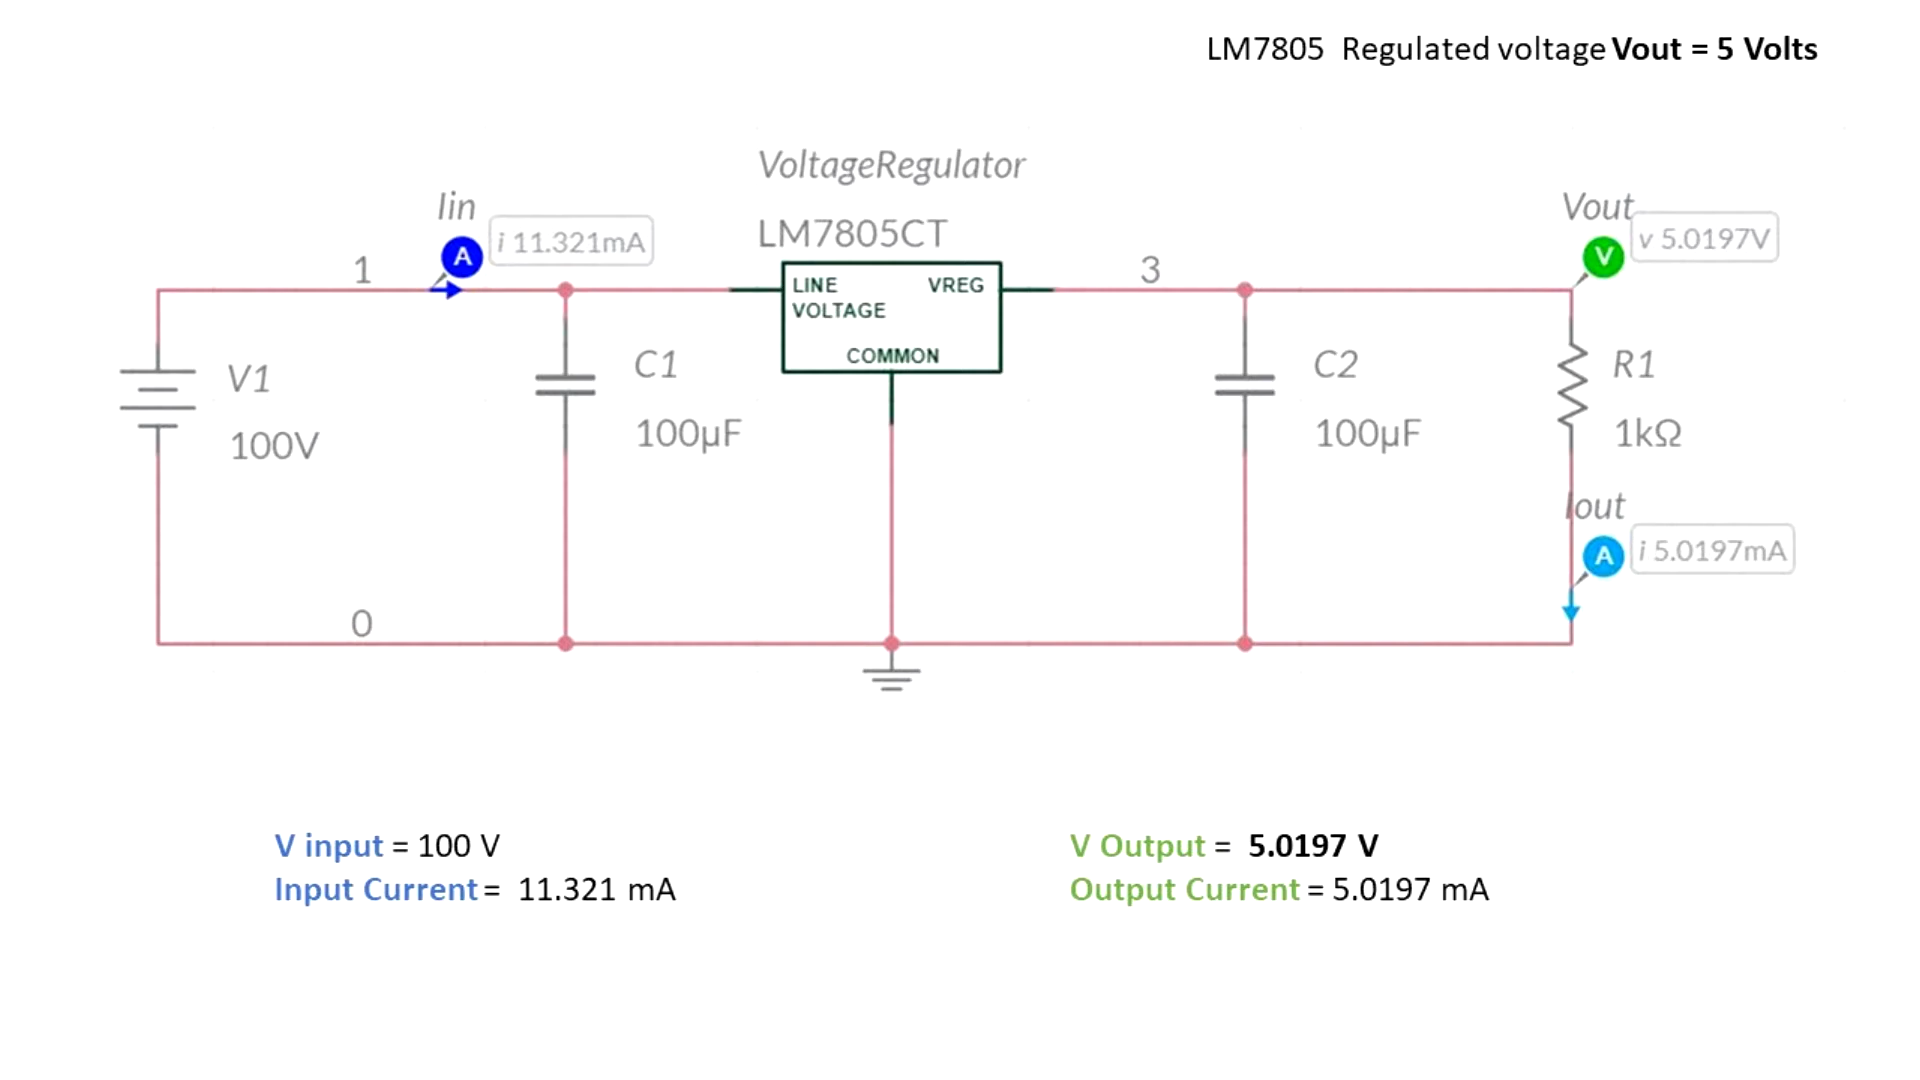 LM7805 Regulated voltage Vout = 5 Volts
VoltageRegulator
LM7805CT
Iin
i 11.321mA
1
LINE VREG
VOLTAGE
COMMON
3
Vout
v 5.0197V
V
A
V1
100V
C1
100µF
C2
100µF
R1
1kΩ
Iout
A
i 5.0197mA
0
V input = 100 V
Input Current = 11.321 mA
V Output = 5.0197 V
Output Current = 5.0197 mA